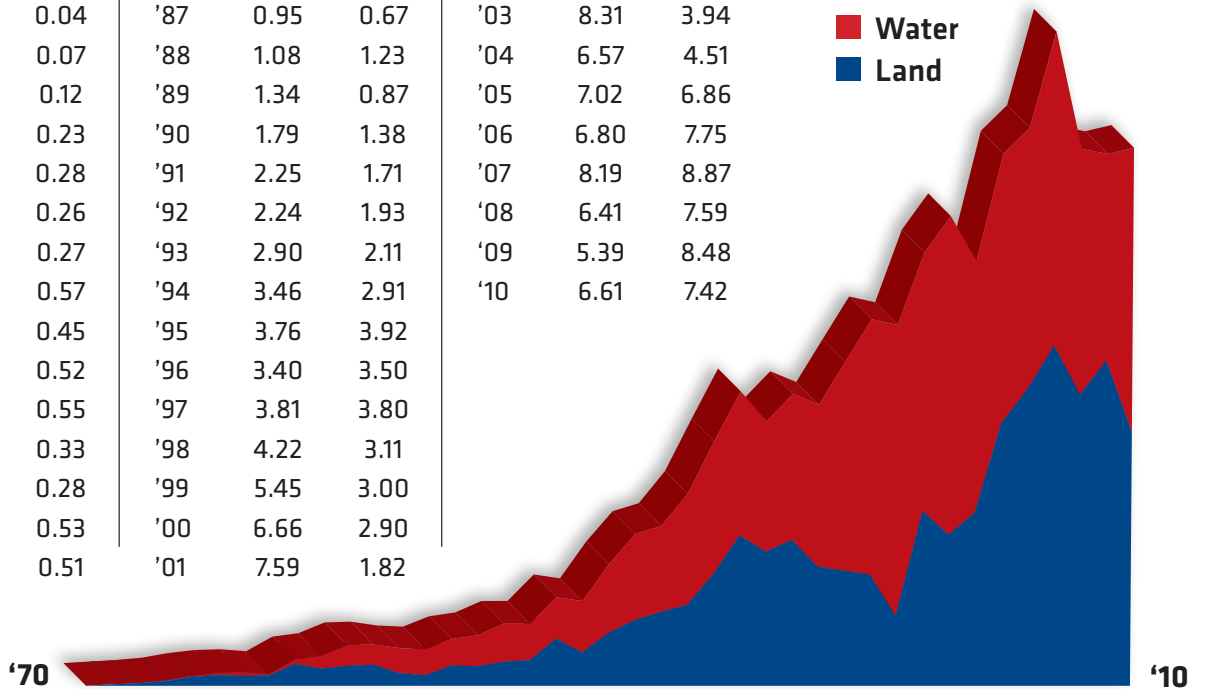 0.04 ’87 0.95 0.67 ’03 8.31 3.94
0.07 ’88 1.08 1.23 ’04 6.57 4.51
0.12 ’89 1.34 0.87 ’05 7.02 6.86
0.23 ’90 1.79 1.38 ’06 6.80 7.75
0.28 ’91 2.25 1.71 ’07 8.19 8.87
0.26 ’92 2.24 1.93 ’08 6.41 7.59
0.27 ’93 2.90 2.11 ’09 5.39 8.48
0.57 ’94 3.46 2.91 ‘10 6.61 7.42
0.45 ’95 3.76 3.92
0.52 ’96 3.40 3.50
0.55 ’97 3.81 3.80
0.33 ’98 4.22 3.11
0.28 ’99 5.45 3.00
0.53 ’00 6.66 2.90
0.51 ’01 7.59 1.82
Water
Land
‘70
‘10